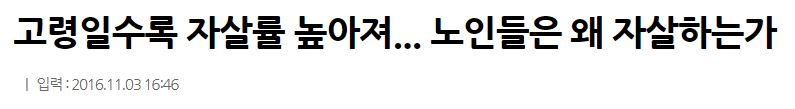 고령일수록 자살률 높아져... 노인들은 왜 자살하는가
| 입력 : 2016.11.03 16:46